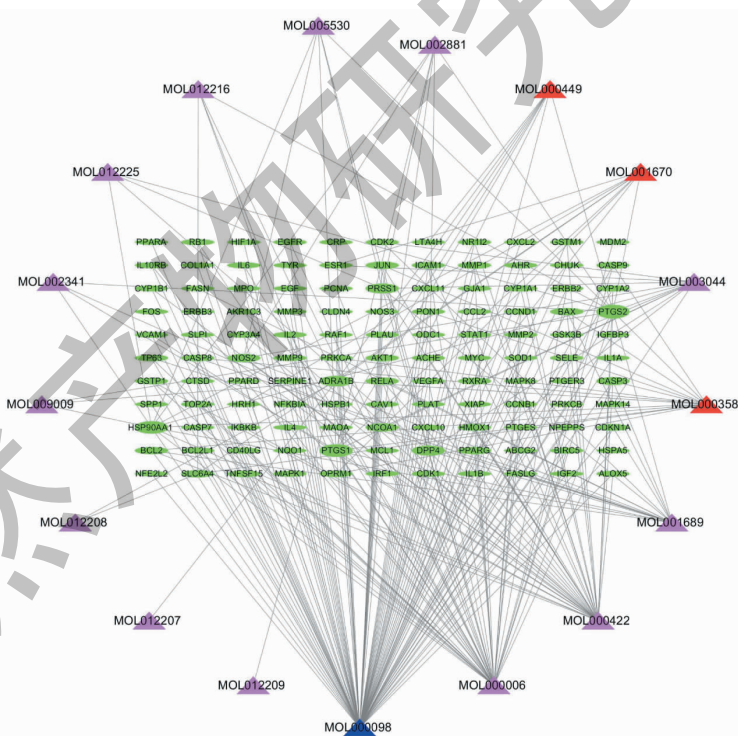 MOL005530
MOL002881
MOL012216
MOL000449
MOL012225
MOL001670
PPARA RB1 HIF1A EGFR CRP CDK2 LTA4H NR1I2 CXCL2 GSTM1 MDM2
IL10RB COL1A1 IL6 TYR ESR1 JUN ICAM1 MMP1 AHR CHUK CASP9
MOL002341 CYP1B1 FASN MPO EGF PCNA PRSS1 CXCL11 GJA1 CYP1A1 ERBB2 CYP1A2 MOL003044
FOS ERBB3 AKR1C3 MMP3 CLDN4 NOS3 PON1 CCL2 CCND1 BAX PTGS2
VCAM1 SLPI CYP3A4 IL2 RAF1 PLAU ODC1 STAT1 MMP2 GSK3B IGFBP3
TP53 CASP8 NOS2 MMP9 PRKCA AKT1 ACHE MYC SOD1 SELE IL1A
GSTP1 CTSD PPARD SERPINE1 ADRA1B RELA VEGFA RXRA MAPK8 PTGER3 CASP3
MOL009009 SPP1 TOP2A HRH1 NFKBIA HSPB1 CAV1 PLAT XIAP CCNB1 PRKCB MAPK14 MOL000358
HSP90AA1 CASP7 IKBKB IL4 MAOA NCOA1 CXCL10 HMOX1 PTGES NPEPPS CDKN1A
BCL2 BCL2L1 CD40LG NQO1 PTGS1 MCL1 DPP4 PPARG ABCG2 BIRC5 HSPA5
NFE2L2 SLC6A4 TNFSF15 MAPK1 OPRM1 IRF1 CDK1 IL1B FASLG IGF2 ALOX5
MOL012208
MOL001689
MOL012207
MOL000422
MOL012209
MOL000006
MOL000098